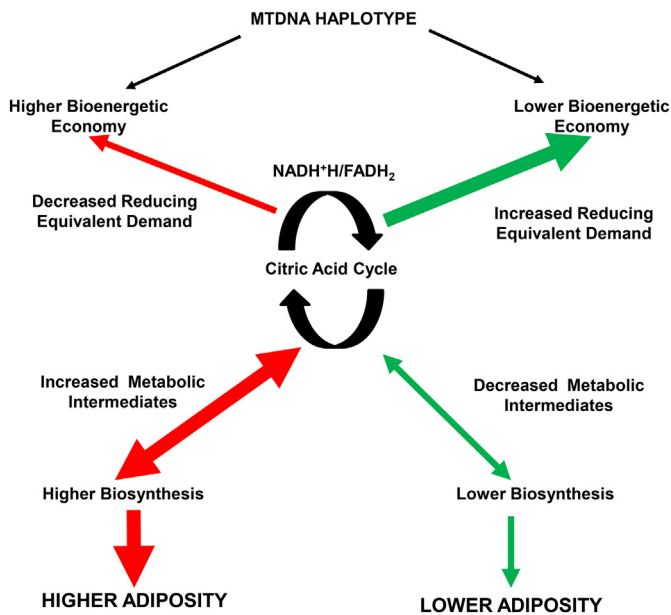 MTDNA HAPLOTYPE
Higher Bioenergetic
Economy
Lower Bioenergetic
Economy
NADH⁺H/FADH₂
Decreased Reducing
Equivalent Demand
Increased Reducing
Equivalent Demand
Citric Acid Cycle
Increased Metabolic
Intermediates
Decreased Metabolic
Intermediates
Higher Biosynthesis
Lower Biosynthesis
HIGHER ADIPOSITY
LOWER ADIPOSITY